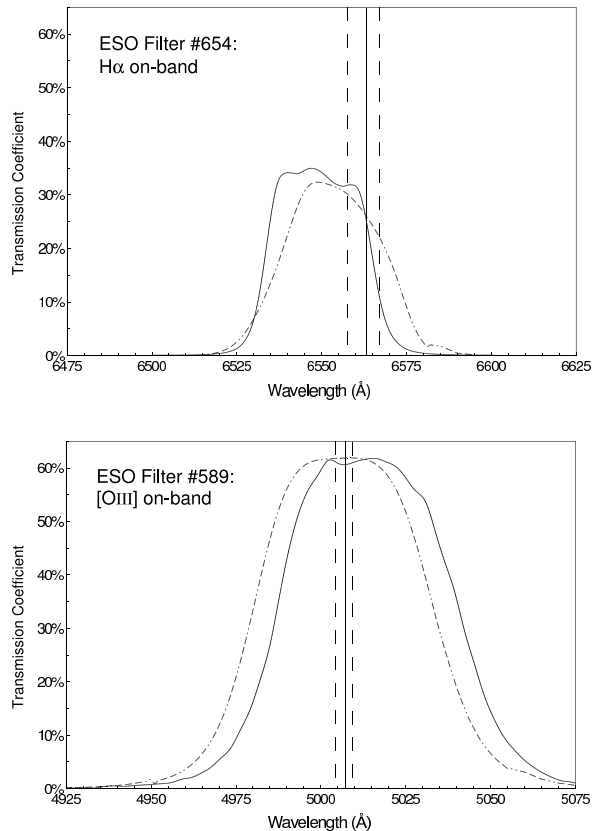 60%
ESO Filter #654:
Hα on-band
50%
40%
30%
20%
10%
0%
Transmission Coefficient
6475 6500 6525 6550 6575 6600 6625
Wavelength (Å)
60%
ESO Filter #589:
[OIII] on-band
50%
40%
30%
20%
10%
0%
Transmission Coefficient
4925 4950 4975 5000 5025 5050 5075
Wavelength (Å)